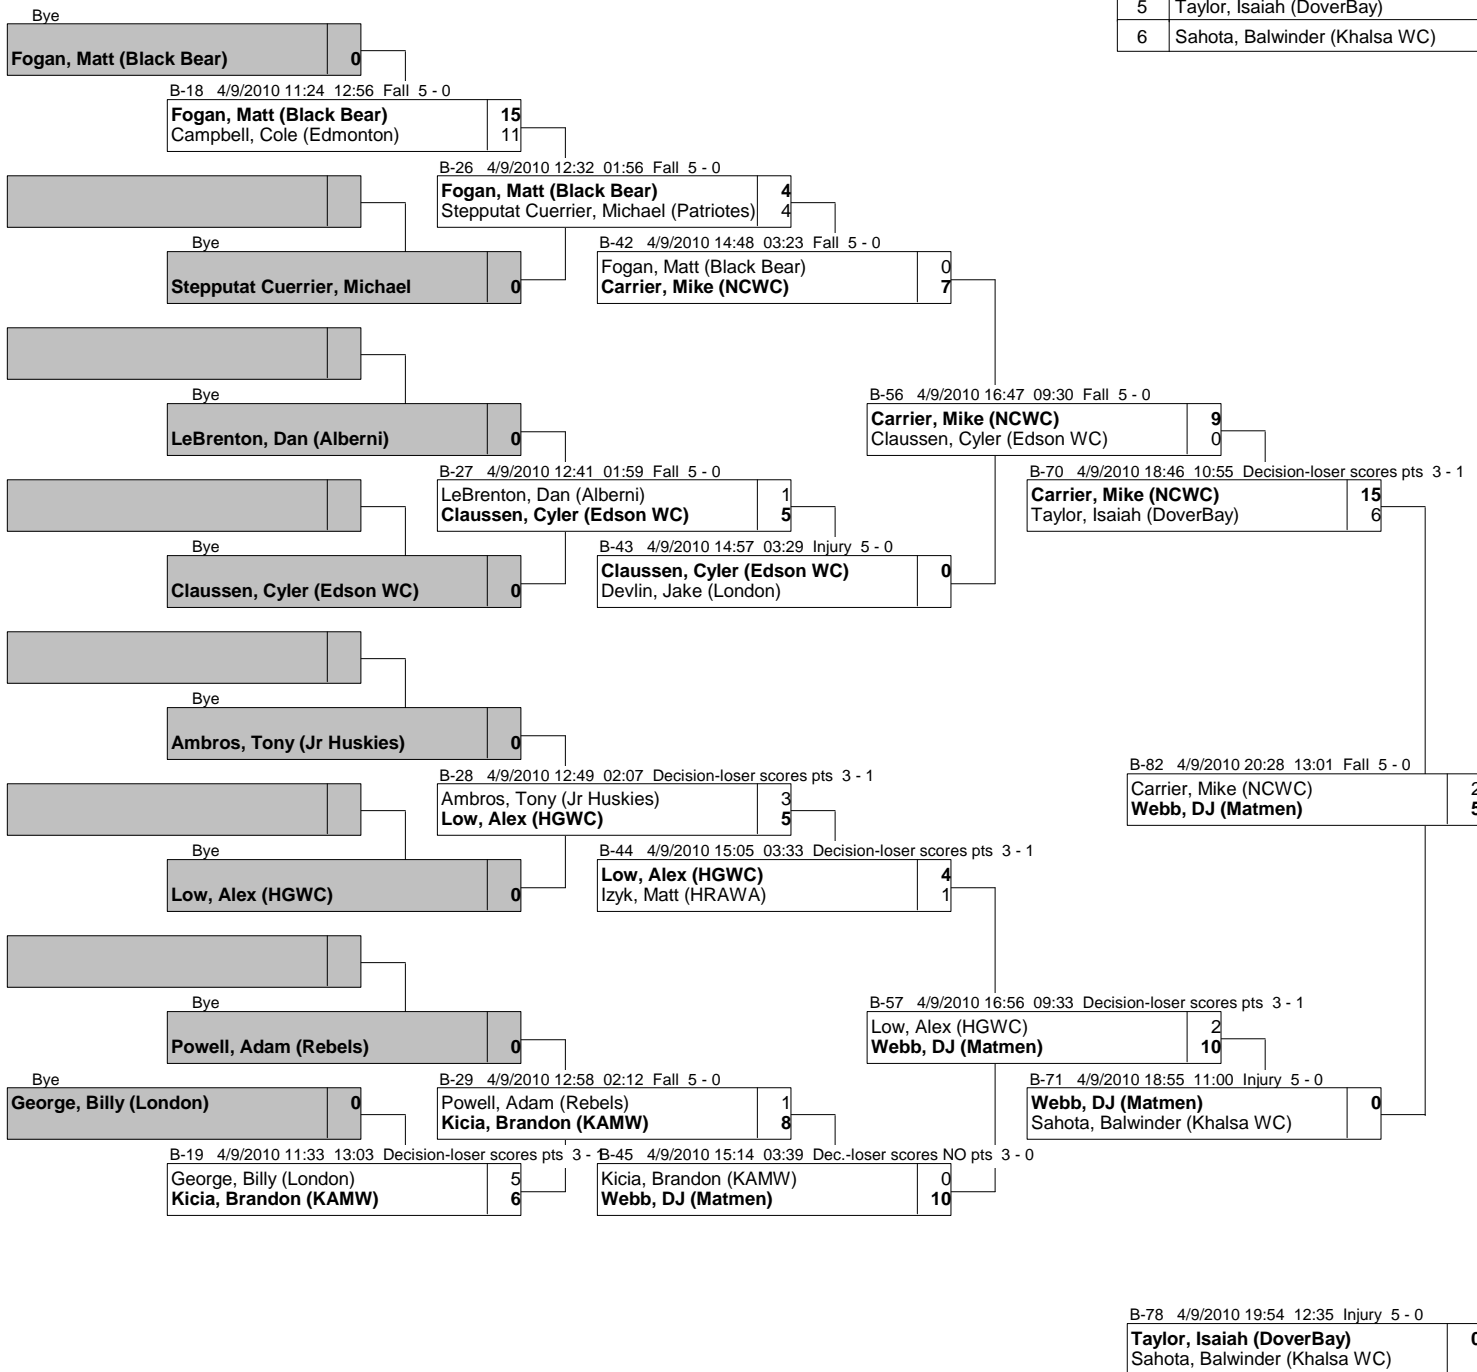 5 Taylor, Isaiah (DoverBay)
6 Sahota, Balwinder (Khalsa WC)
Bye
Fogan, Matt (Black Bear) 0
B-18 4/9/2010 11:24 12:56 Fall 5 - 0
Fogan, Matt (Black Bear) 15
Campbell, Cole (Edmonton) 11
B-26 4/9/2010 12:32 01:56 Fall 5 - 0
Fogan, Matt (Black Bear) 4
Stepputat Cuerrier, Michael (Patriotes) 4
Bye
Stepputat Cuerrier, Michael 0
B-42 4/9/2010 14:48 03:23 Fall 5 - 0
Fogan, Matt (Black Bear) 0
Carrier, Mike (NCWC) 7
Bye
LeBrenton, Dan (Alberni) 0
B-56 4/9/2010 16:47 09:30 Fall 5 - 0
Carrier, Mike (NCWC) 9
Claussen, Cyler (Edson WC) 0
B-27 4/9/2010 12:41 01:59 Fall 5 - 0
LeBrenton, Dan (Alberni) 1
Claussen, Cyler (Edson WC) 5
B-70 4/9/2010 18:46 10:55 Decision-loser scores pts 3 - 1
Carrier, Mike (NCWC) 15
Taylor, Isaiah (DoverBay) 6
Bye
Claussen, Cyler (Edson WC) 0
B-43 4/9/2010 14:57 03:29 Injury 5 - 0
Claussen, Cyler (Edson WC) 0
Devlin, Jake (London)
Bye
Ambros, Tony (Jr Huskies) 0
B-28 4/9/2010 12:49 02:07 Decision-loser scores pts 3 - 1
Ambros, Tony (Jr Huskies) 3
Low, Alex (HGWC) 5
B-82 4/9/2010 20:28 13:01 Fall 5 - 0
Carrier, Mike (NCWC) 2
Webb, DJ (Matmen) 5
Bye
Low, Alex (HGWC) 0
B-44 4/9/2010 15:05 03:33 Decision-loser scores pts 3 - 1
Low, Alex (HGWC) 4
Izyk, Matt (HRAWA) 1
Bye
Powell, Adam (Rebels) 0
B-57 4/9/2010 16:56 09:33 Decision-loser scores pts 3 - 1
Low, Alex (HGWC) 2
Webb, DJ (Matmen) 10
Bye
George, Billy (London) 0
B-29 4/9/2010 12:58 02:12 Fall 5 - 0
Powell, Adam (Rebels) 1
Kicia, Brandon (KAMW) 8
B-71 4/9/2010 18:55 11:00 Injury 5 - 0
Webb, DJ (Matmen) 0
Sahota, Balwinder (Khalsa WC)
B-19 4/9/2010 11:33 13:03 Decision-loser scores pts 3 - 1
George, Billy (London) 5
Kicia, Brandon (KAMW) 6
B-45 4/9/2010 15:14 03:39 Dec.-loser scores NO pts 3 - 0
Kicia, Brandon (KAMW) 0
Webb, DJ (Matmen) 10
B-78 4/9/2010 19:54 12:35 Injury 5 - 0
Taylor, Isaiah (DoverBay) 0
Sahota, Balwinder (Khalsa WC)